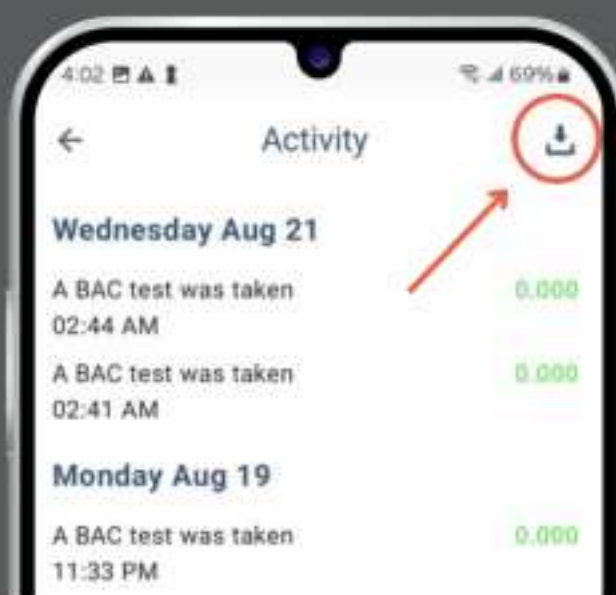 4:02 69%
Activity
Wednesday Aug 21
A BAC test was taken 0.000
02:44 AM
A BAC test was taken 0.000
02:41 AM
Monday Aug 19
A BAC test was taken 0.000
11:33 PM